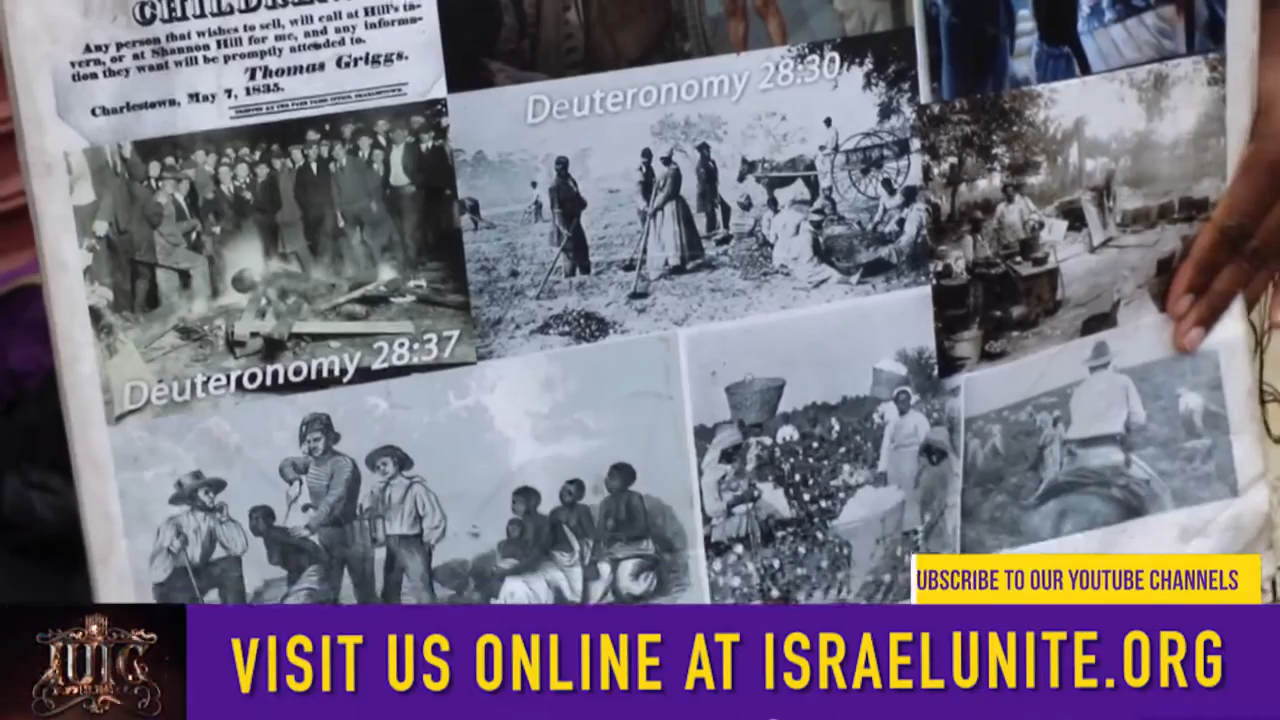 CHILDREN
Any person that wishes to sell, will call at Hill's ta-
vern, or at Shannon Hill for me, and any informa-
tion they want will be promptly attended to.
Thomas Griggs.
Charlestown, May 7, 1835.
Deuteronomy 28:30
Deuteronomy 28:37
UBSCRIBE TO OUR YOUTUBE CHANNELS
IUIC
VISIT US ONLINE AT ISRAELUNITE.ORG